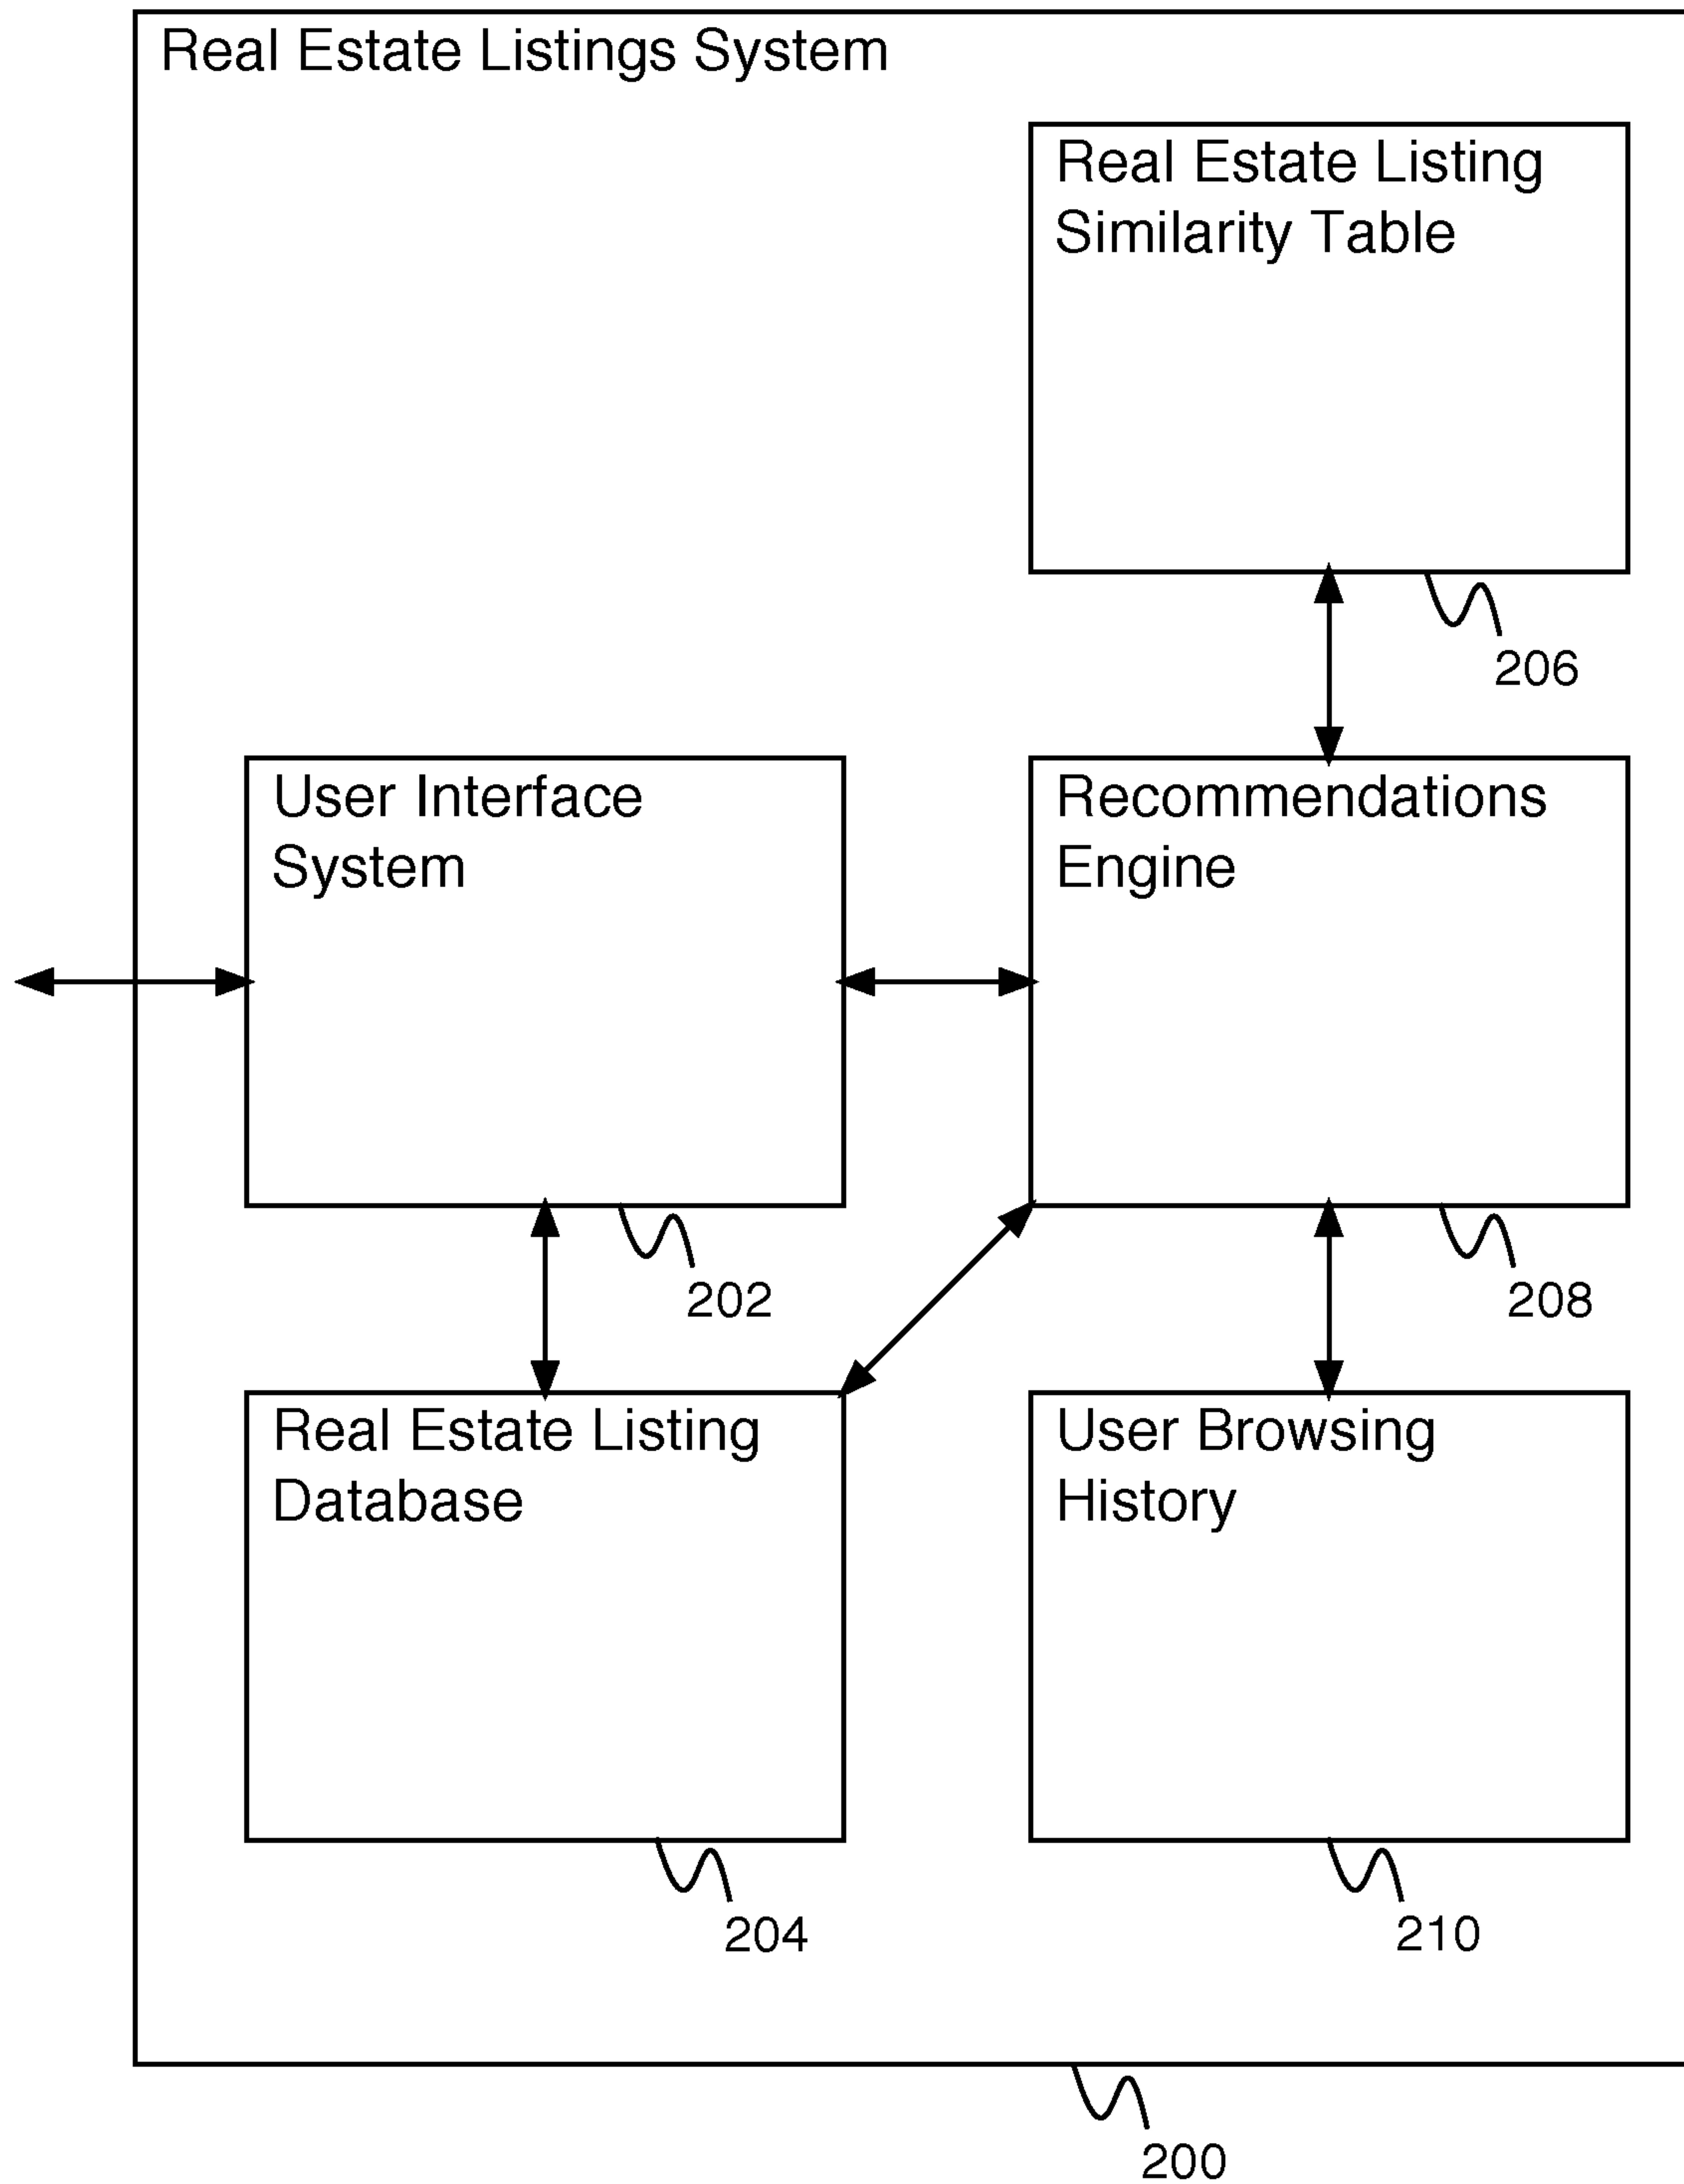 Real Estate Listings System
Real Estate Listing
Similarity Table
206
User Interface
System
Recommendations
Engine
202
208
Real Estate Listing
Database
User Browsing
History
204
210
200